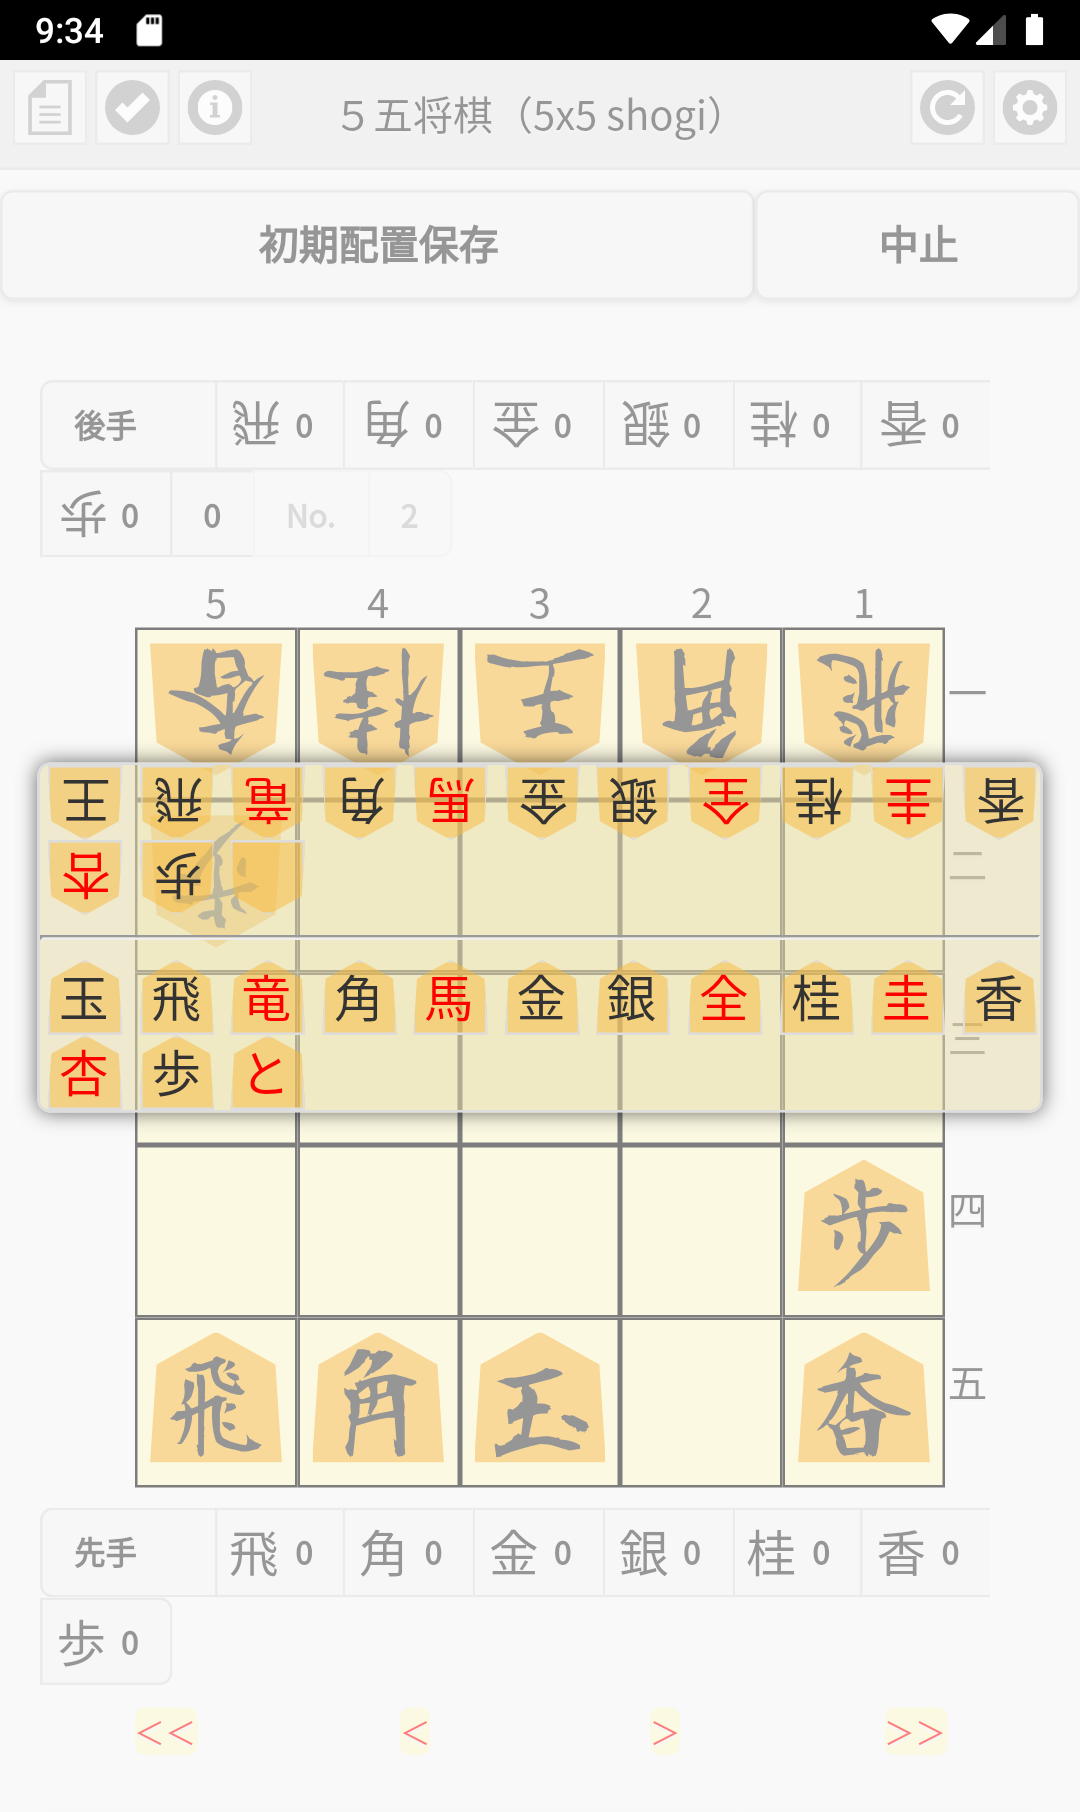 9:34
５五将棋（5x5 shogi）
初期配置保存 中止
後手 飛 0 角 0 金 0 銀 0 桂 0 香 0
歩 0 0 No. 2
5 4 3 2 1
香 桂 王 角 飛 一
王 飛 竜 角 馬 金 銀 全 桂 圭 香
杏 歩 歩 二
玉 飛 竜 角 馬 金 銀 全 桂 圭 香
三
杏 歩 と
歩 四
飛 角 玉 香 五
先手 飛 0 角 0 金 0 銀 0 桂 0 香 0
歩 0
<< < > >>